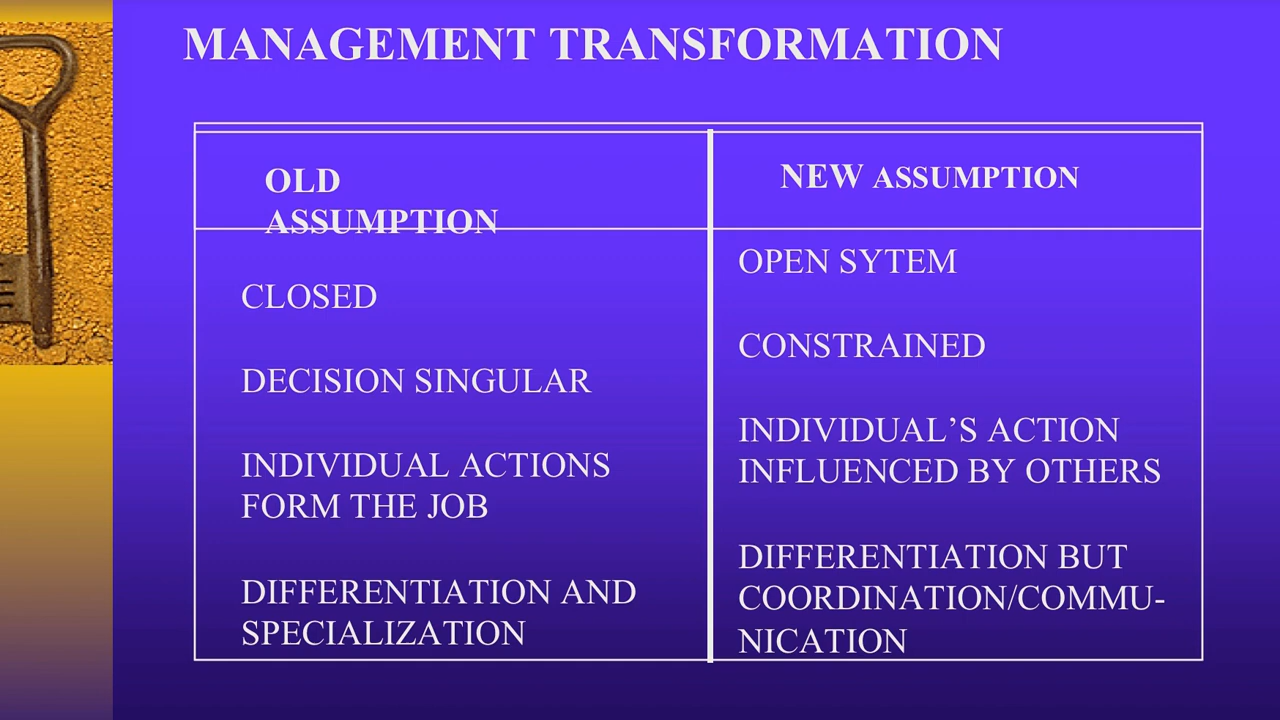 MANAGEMENT TRANSFORMATION
OLD
ASSUMPTION
CLOSED
DECISION SINGULAR
INDIVIDUAL ACTIONS
FORM THE JOB
DIFFERENTIATION AND
SPECIALIZATION
NEW ASSUMPTION
OPEN SYTEM
CONSTRAINED
INDIVIDUAL’S ACTION
INFLUENCED BY OTHERS
DIFFERENTIATION BUT
COORDINATION/COMMU-
NICATION